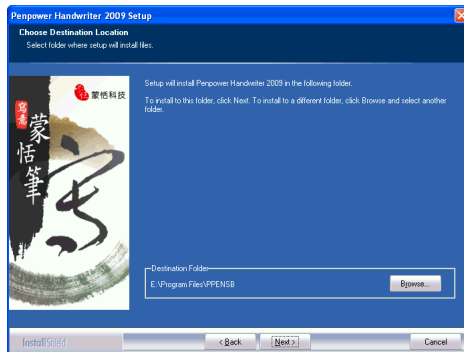 Penpower Handwriter 2009 Setup
Choose Destination Location
Select folder where setup will install files.
蒙恬科技
寫意
蒙恬筆
Setup will install Penpower Handwriter 2009 in the following folder.
To install to this folder, click Next. To install to a different folder, click Browse and select another
folder.
Destination Folder
E:\Program Files\PPENSB
Browse...
InstallShield
< Back
Next >
Cancel